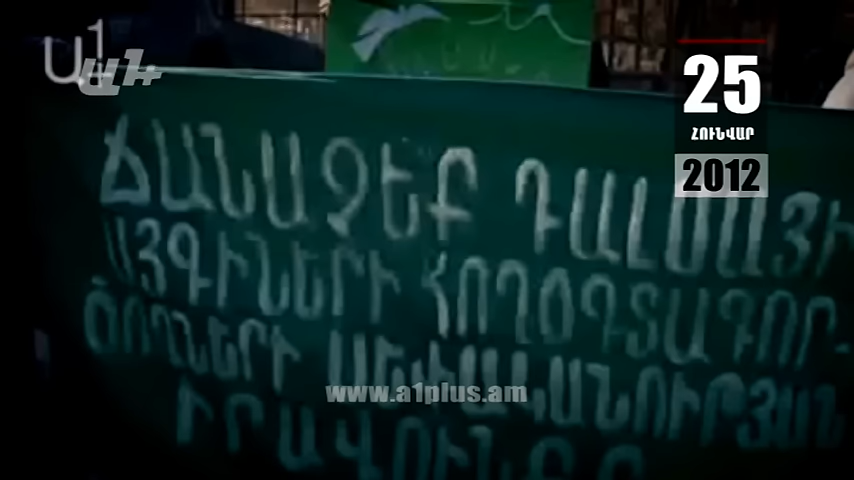 Ա1+
25
ՀՈՒՆՎԱՐ
2012
ՃԱՆԱՉԵՔ ԴԱԼՄԱՅԻ
ԱՅԳԻՆԵՐԻ ՀՈՂՕԳՏԱԳՈՐ-
ԾՈՂՆԵՐԻ ՍԵՓԱԿԱՆՈՒԹՅԱՆ
ԻՐԱՎՈՒՆՔԸ
www.a1plus.am